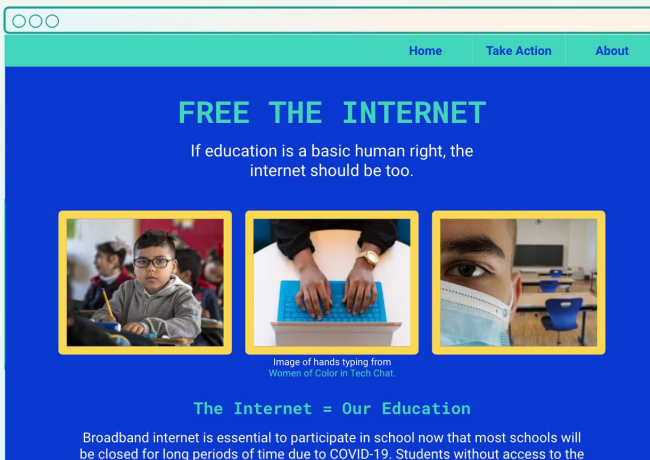 Home Take Action About
FREE THE INTERNET
If education is a basic human right, the
internet should be too.
Image of hands typing from
Women of Color in Tech Chat.
The Internet = Our Education
Broadband internet is essential to participate in school now that most schools will
be closed for long periods of time due to COVID-19. Students without access to the